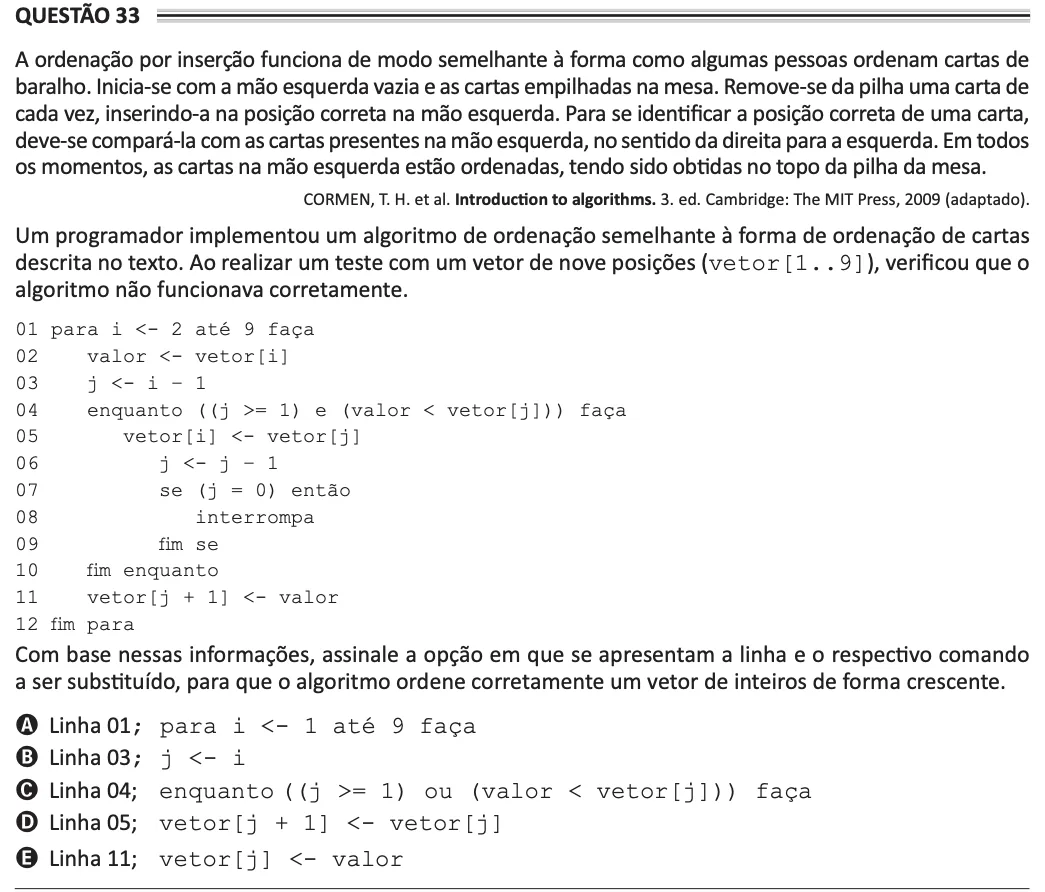 QUESTÃO 33
A ordenação por inserção funciona de modo semelhante à forma como algumas pessoas ordenam cartas de
baralho. Inicia-se com a mão esquerda vazia e as cartas empilhadas na mesa. Remove-se da pilha uma carta de
cada vez, inserindo-a na posição correta na mão esquerda. Para se identificar a posição correta de uma carta,
deve-se compará-la com as cartas presentes na mão esquerda, no sentido da direita para a esquerda. Em todos
os momentos, as cartas na mão esquerda estão ordenadas, tendo sido obtidas no topo da pilha da mesa.
CORMEN, T. H. et al. Introduction to algorithms. 3. ed. Cambridge: The MIT Press, 2009 (adaptado).
Um programador implementou um algoritmo de ordenação semelhante à forma de ordenação de cartas
descrita no texto. Ao realizar um teste com um vetor de nove posições (vetor[1..9]), verificou que o
algoritmo não funcionava corretamente.
01 para i <- 2 até 9 faça
02    valor <- vetor[i]
03    j <- i – 1
04    enquanto ((j >= 1) e (valor < vetor[j])) faça
05       vetor[i] <- vetor[j]
06          j <- j – 1
07          se (j = 0) então
08             interrompa
09          fim se
10    fim enquanto
11    vetor[j + 1] <- valor
12 fim para
Com base nessas informações, assinale a opção em que se apresentam a linha e o respectivo comando
a ser substituído, para que o algoritmo ordene corretamente um vetor de inteiros de forma crescente.
A Linha 01; para i <- 1 até 9 faça
B Linha 03; j <- i
C Linha 04; enquanto ((j >= 1) ou (valor < vetor[j])) faça
D Linha 05; vetor[j + 1] <- vetor[j]
E Linha 11; vetor[j] <- valor